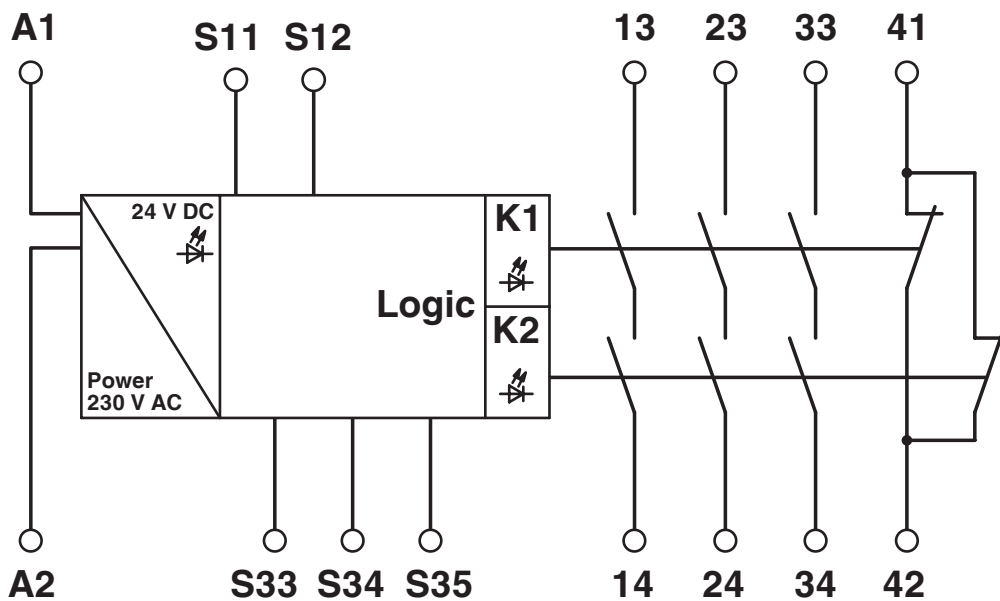 A1
S11
S12
13
23
33
41
24 V DC
K1
Logic
K2
Power
230 V AC
A2
S33
S34
S35
14
24
34
42